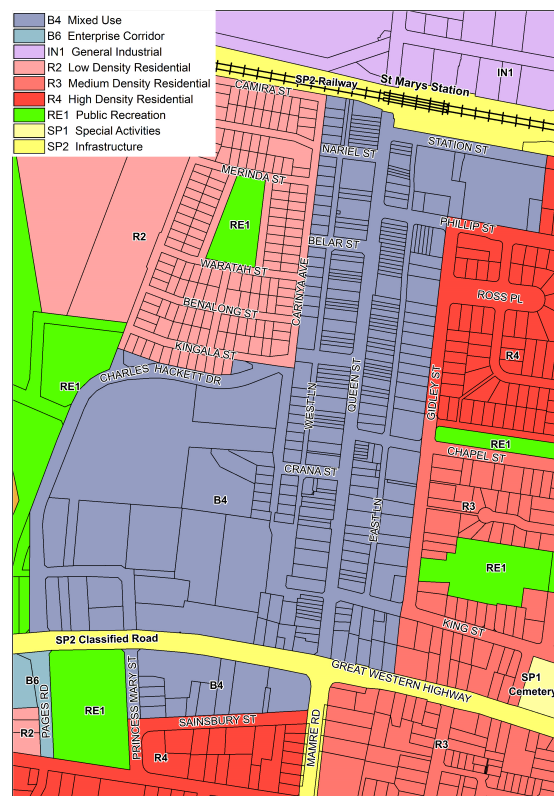 B4 Mixed Use
B6 Enterprise Corridor
IN1 General Industrial
R2 Low Density Residential
R3 Medium Density Residential
R4 High Density Residential
RE1 Public Recreation
SP1 Special Activities
SP2 Infrastructure
IN1
SP2 Railway
St Marys Station
CAMIRA ST
STATION ST
NARIEL ST
MERINDA ST
PHILLIP ST
RE1
R2
BELAR ST
WARATAH ST
CARINYA AVE
ROSS PL
BENALONG ST
KINGALA ST
R4
CHARLES HACKETT DR
RE1
QUEEN ST
WEST LN
GIDLEY ST
RE1
CHAPEL ST
CRANA ST
B4
R3
EAST LN
RE1
KING ST
SP2 Classified Road
GREAT WESTERN HIGHWAY
SP1
Cemetery
B6
PAGES RD
RE1
PRINCESS MARY ST
B4
SAINSBURY ST
MAMRE RD
R2
R4
R3